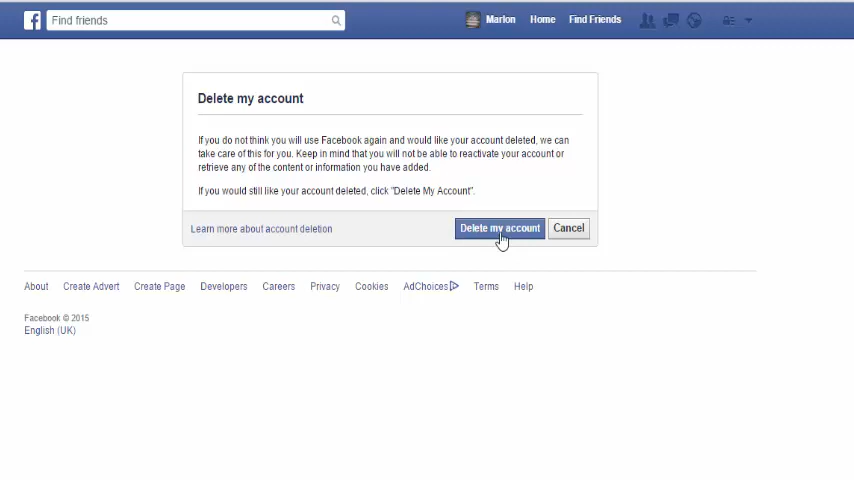 f Find friends Marlon Home Find Friends
Delete my account
If you do not think you will use Facebook again and would like your account deleted, we can
take care of this for you. Keep in mind that you will not be able to reactivate your account or
retrieve any of the content or information you have added.
If you would still like your account deleted, click "Delete My Account".
Learn more about account deletion Delete my account Cancel
About Create Advert Create Page Developers Careers Privacy Cookies AdChoices Terms Help
Facebook © 2015
English (UK)